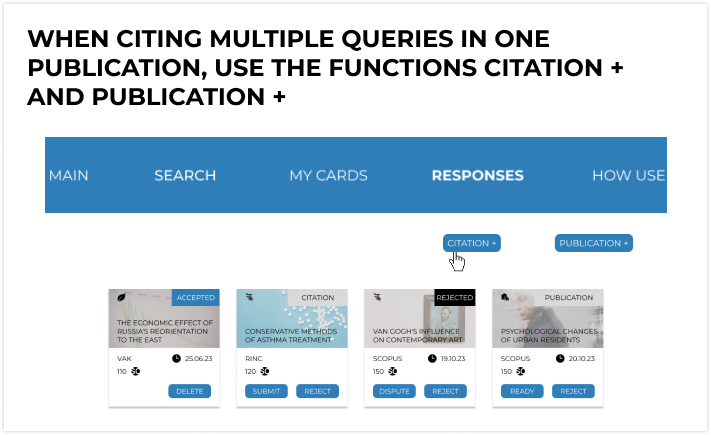 WHEN CITING MULTIPLE QUERIES IN ONE
PUBLICATION, USE THE FUNCTIONS CITATION +
AND PUBLICATION +
MAIN SEARCH MY CARDS RESPONSES HOW USE
CITATION + PUBLICATION +
ACCEPTED
THE ECONOMIC EFFECT OF
RUSSIA'S REORIENTATION
TO THE EAST
VAK 25.06.23
110
DELETE
CITATION
CONSERVATIVE METHODS
OF ASTHMA TREATMENT
RINC
120
SUBMIT REJECT
REJECTED
VAN GOGH'S INFLUENCE
ON CONTEMPORARY ART
SCOPUS 19.10.23
150
DISPUTE REJECT
PUBLICATION
PSYCHOLOGICAL CHANGES
OF URBAN RESIDENTS
SCOPUS 20.10.23
150
READY REJECT